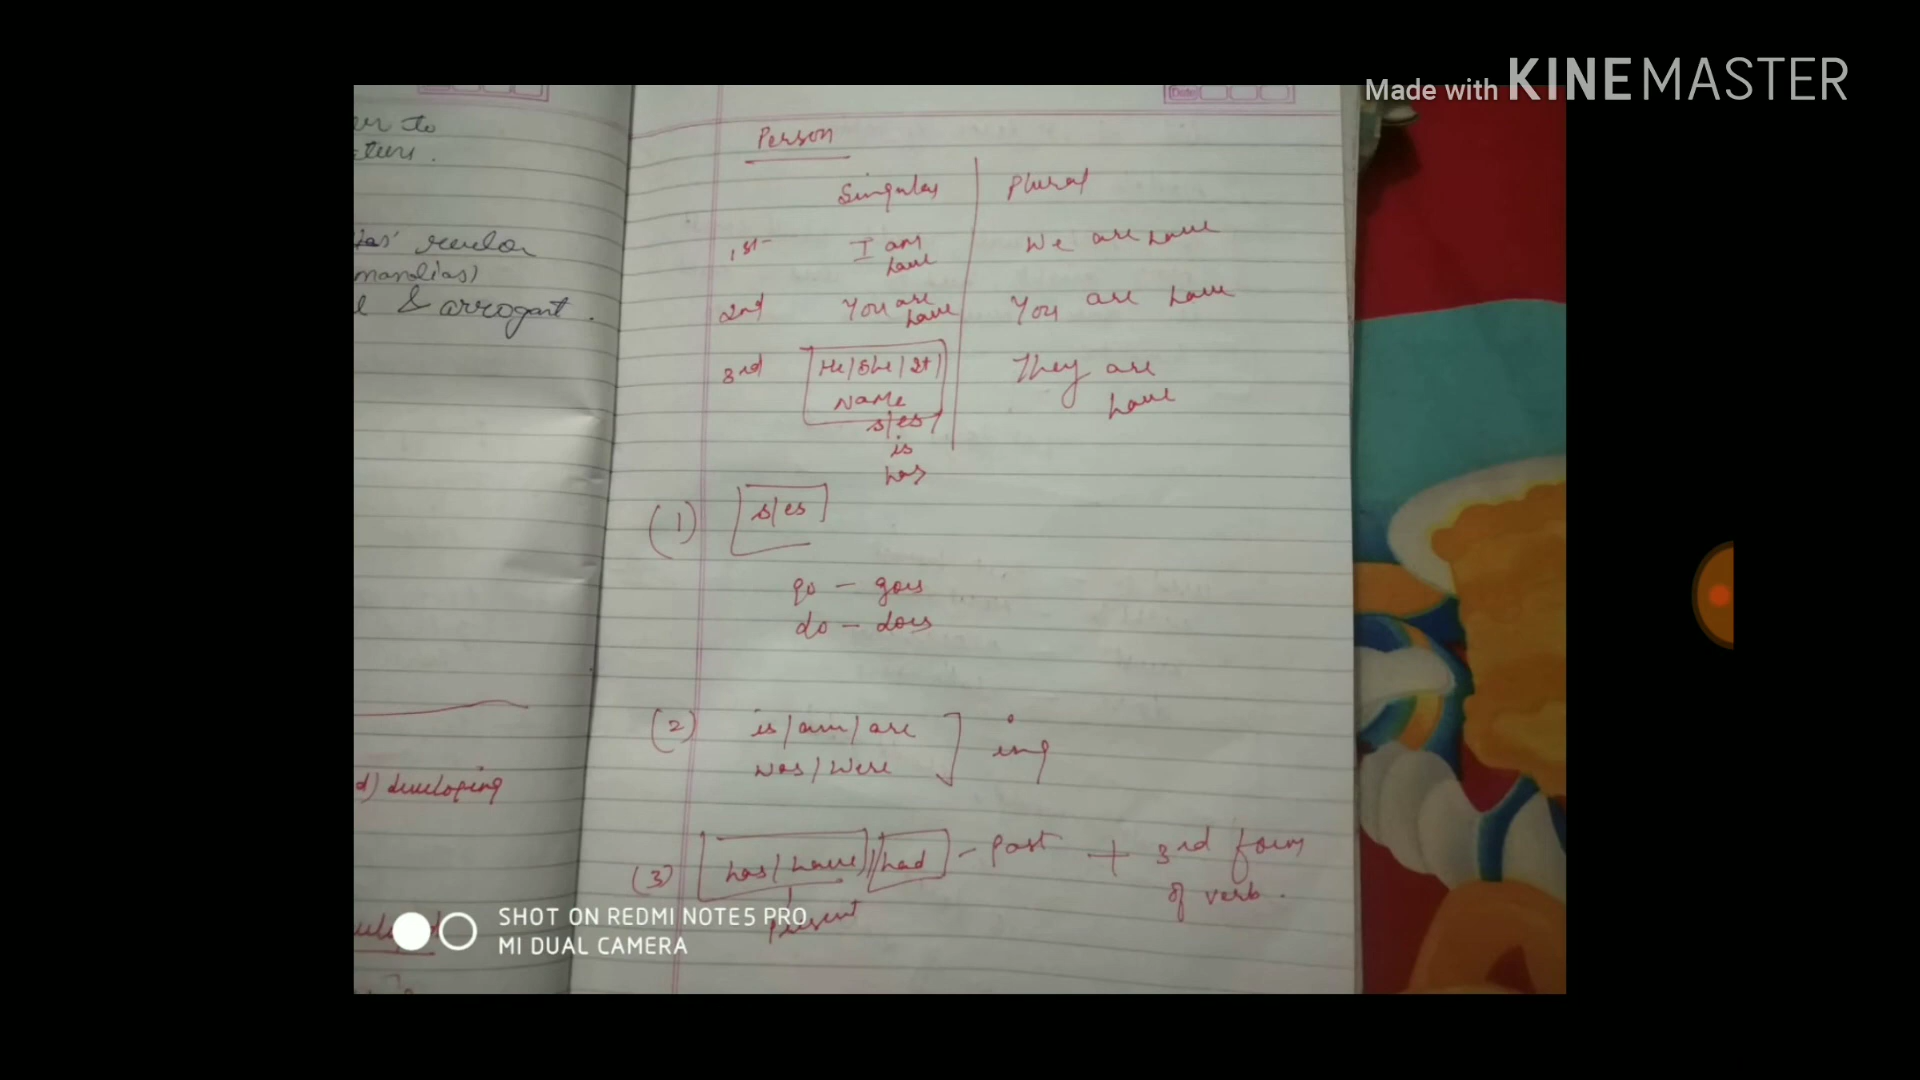 Made with KINEMASTER
er to
Date
Person
Singular Plural
1st I am We are have
have
2nd You are You are have
have
3rd He/She/It They are
Name have
s/es
is
has
& arrogant.
(1) s/es
go - goes
do - does
(2) is/am/are ing
was/were
d) developing
(3) has/have/had - Past + 3rd form
of verb.
Present
SHOT ON REDMI NOTE5 PRO
MI DUAL CAMERA